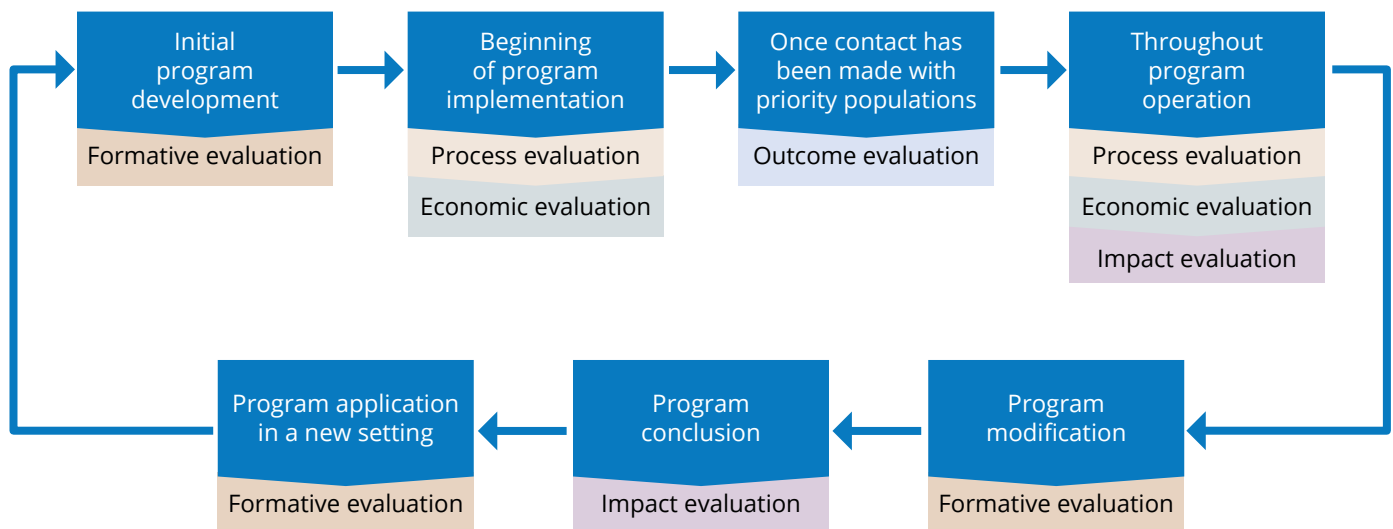 Initial
program
development
Formative evaluation
Beginning
of program
implementation
Process evaluation
Economic evaluation
Once contact has
been made with
priority populations
Outcome evaluation
Throughout
program
operation
Process evaluation
Economic evaluation
Impact evaluation
Program
modification
Formative evaluation
Program
conclusion
Impact evaluation
Program application
in a new setting
Formative evaluation